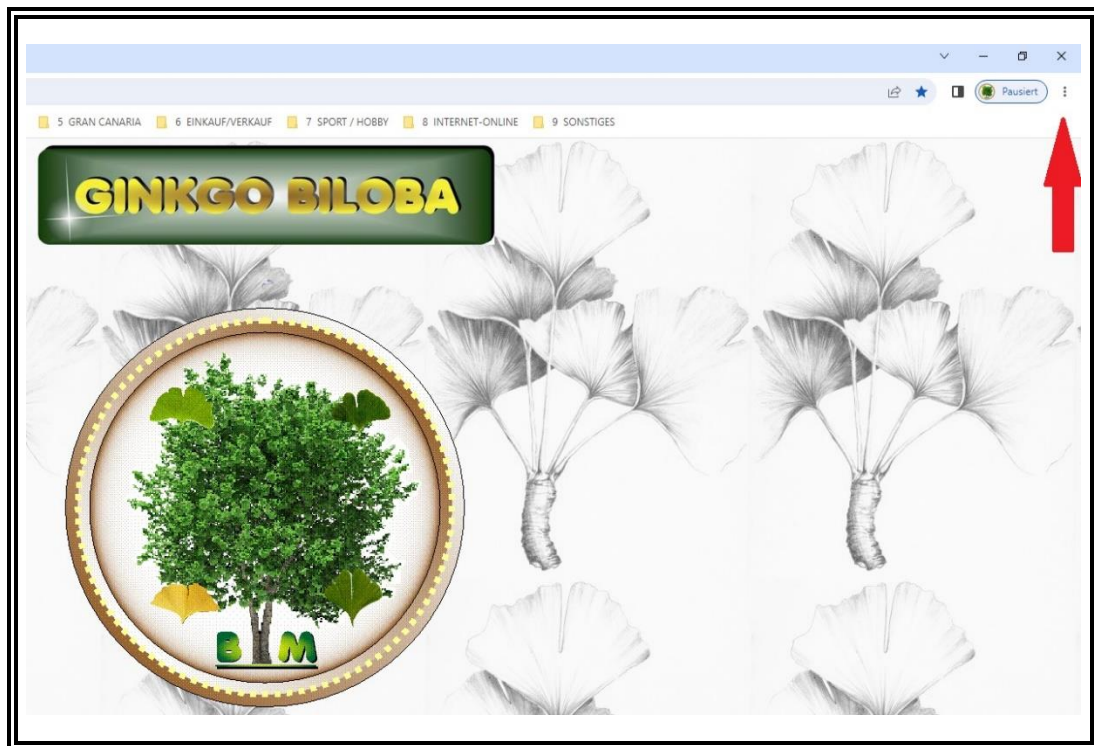 Pausiert
5 GRAN CANARIA 6 EINKAUF/VERKAUF 7 SPORT / HOBBY 8 INTERNET-ONLINE 9 SONSTIGES
GINKGO BILOBA
B M